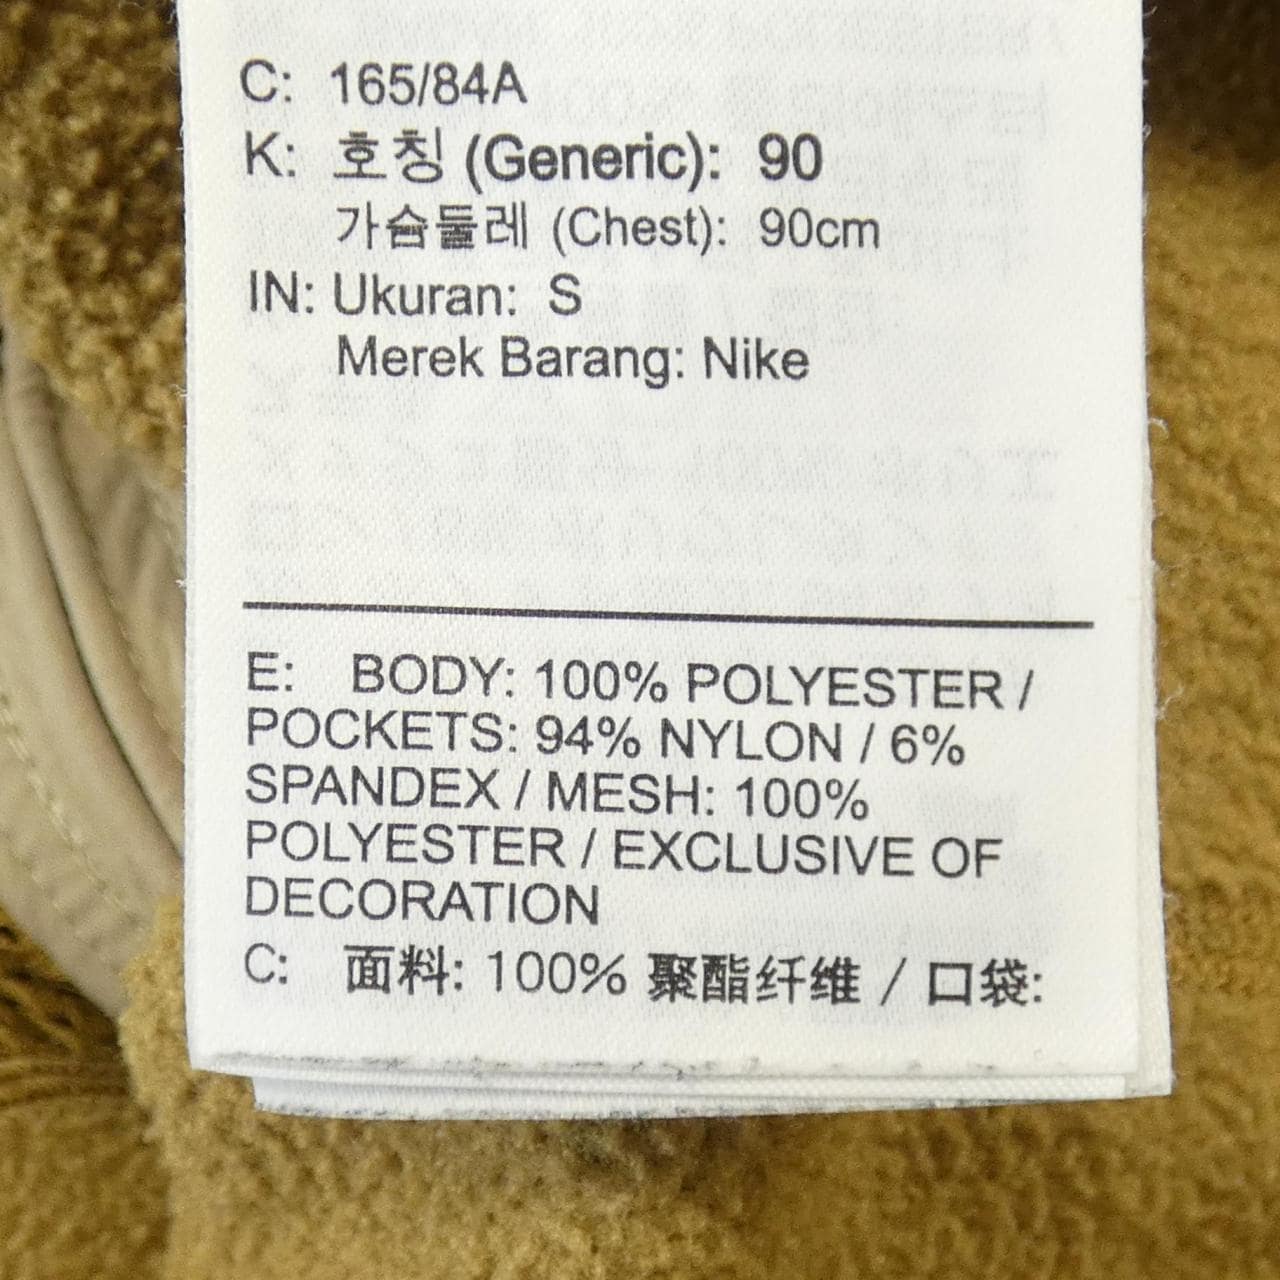 C: 165/84A
K: 호칭 (Generic): 90
가슴둘레 (Chest): 90cm
IN: Ukuran: S
Merek Barang: Nike
E: BODY: 100% POLYESTER /
POCKETS: 94% NYLON / 6%
SPANDEX / MESH: 100%
POLYESTER / EXCLUSIVE OF
DECORATION
C: 面料: 100% 聚酯纤维 / 口袋: